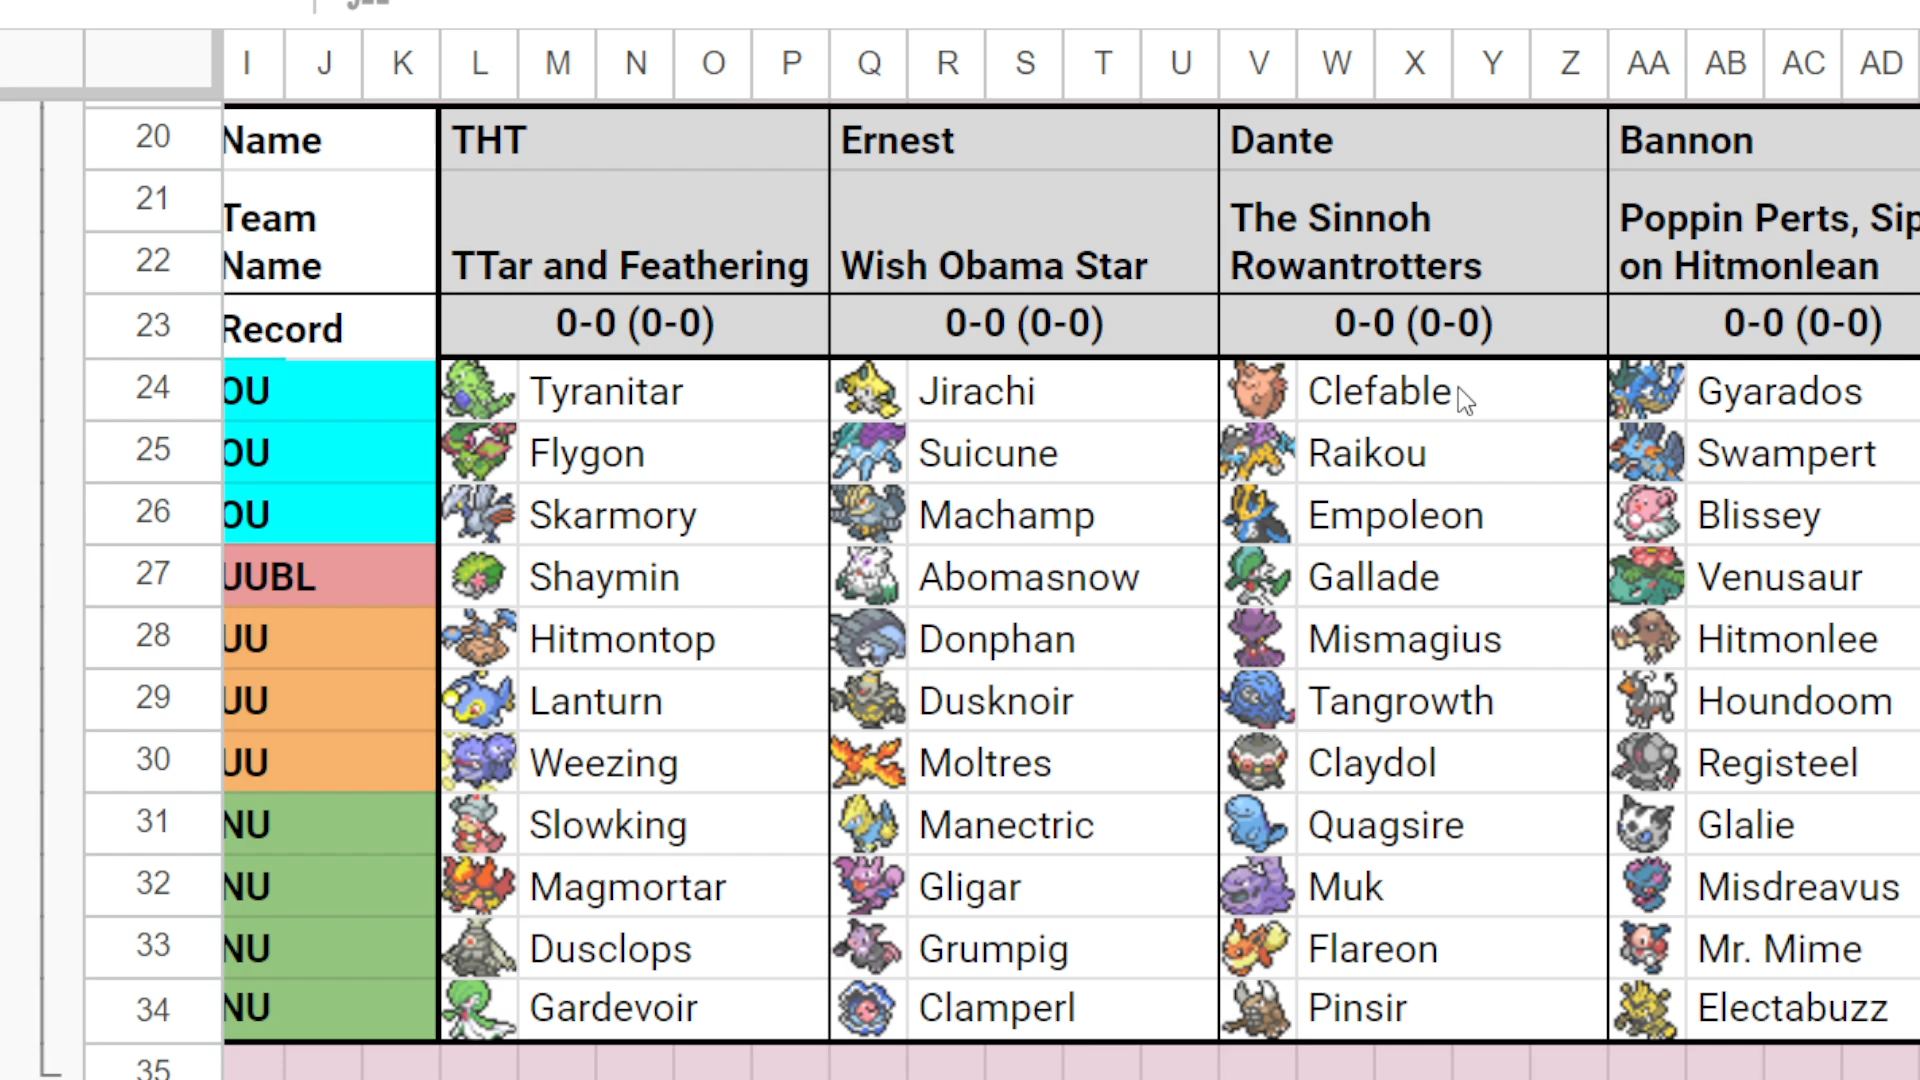 I J K L M N O P Q R S T U V W X Y Z AA AB AC AD
20 Name THT Ernest Dante Bannon
21 Team The Sinnoh Poppin Perts, Sip
22 Name TTar and Feathering Wish Obama Star Rowantrotters on Hitmonlean
23 Record 0-0 (0-0) 0-0 (0-0) 0-0 (0-0) 0-0 (0-0)
24 OU Tyranitar Jirachi Clefable Gyarados
25 OU Flygon Suicune Raikou Swampert
26 OU Skarmory Machamp Empoleon Blissey
27 UUBL Shaymin Abomasnow Gallade Venusaur
28 UU Hitmontop Donphan Mismagius Hitmonlee
29 UU Lanturn Dusknoir Tangrowth Houndoom
30 UU Weezing Moltres Claydol Registeel
31 NU Slowking Manectric Quagsire Glalie
32 NU Magmortar Gligar Muk Misdreavus
33 NU Dusclops Grumpig Flareon Mr. Mime
34 NU Gardevoir Clamperl Pinsir Electabuzz
35